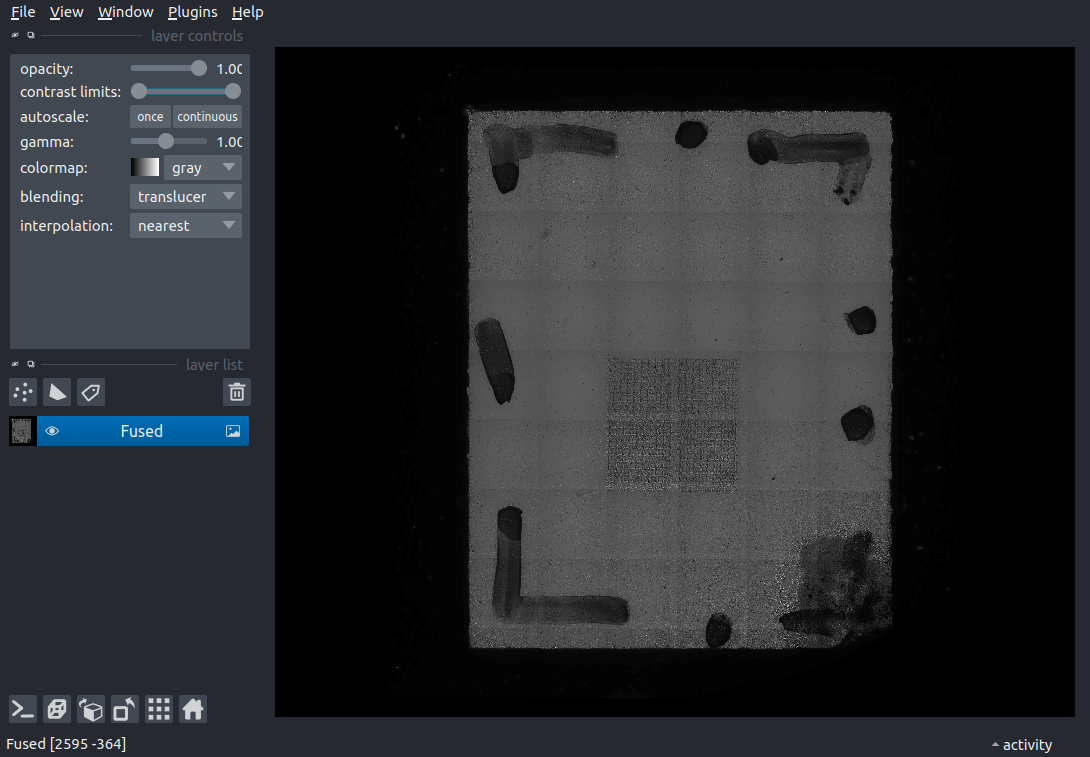 File View Window Plugins Help
layer controls
opacity: 1.00
contrast limits:
autoscale: once continuous
gamma: 1.00
colormap: gray
blending: translucer
interpolation: nearest
layer list
Fused
Fused [2595 -364]
activity